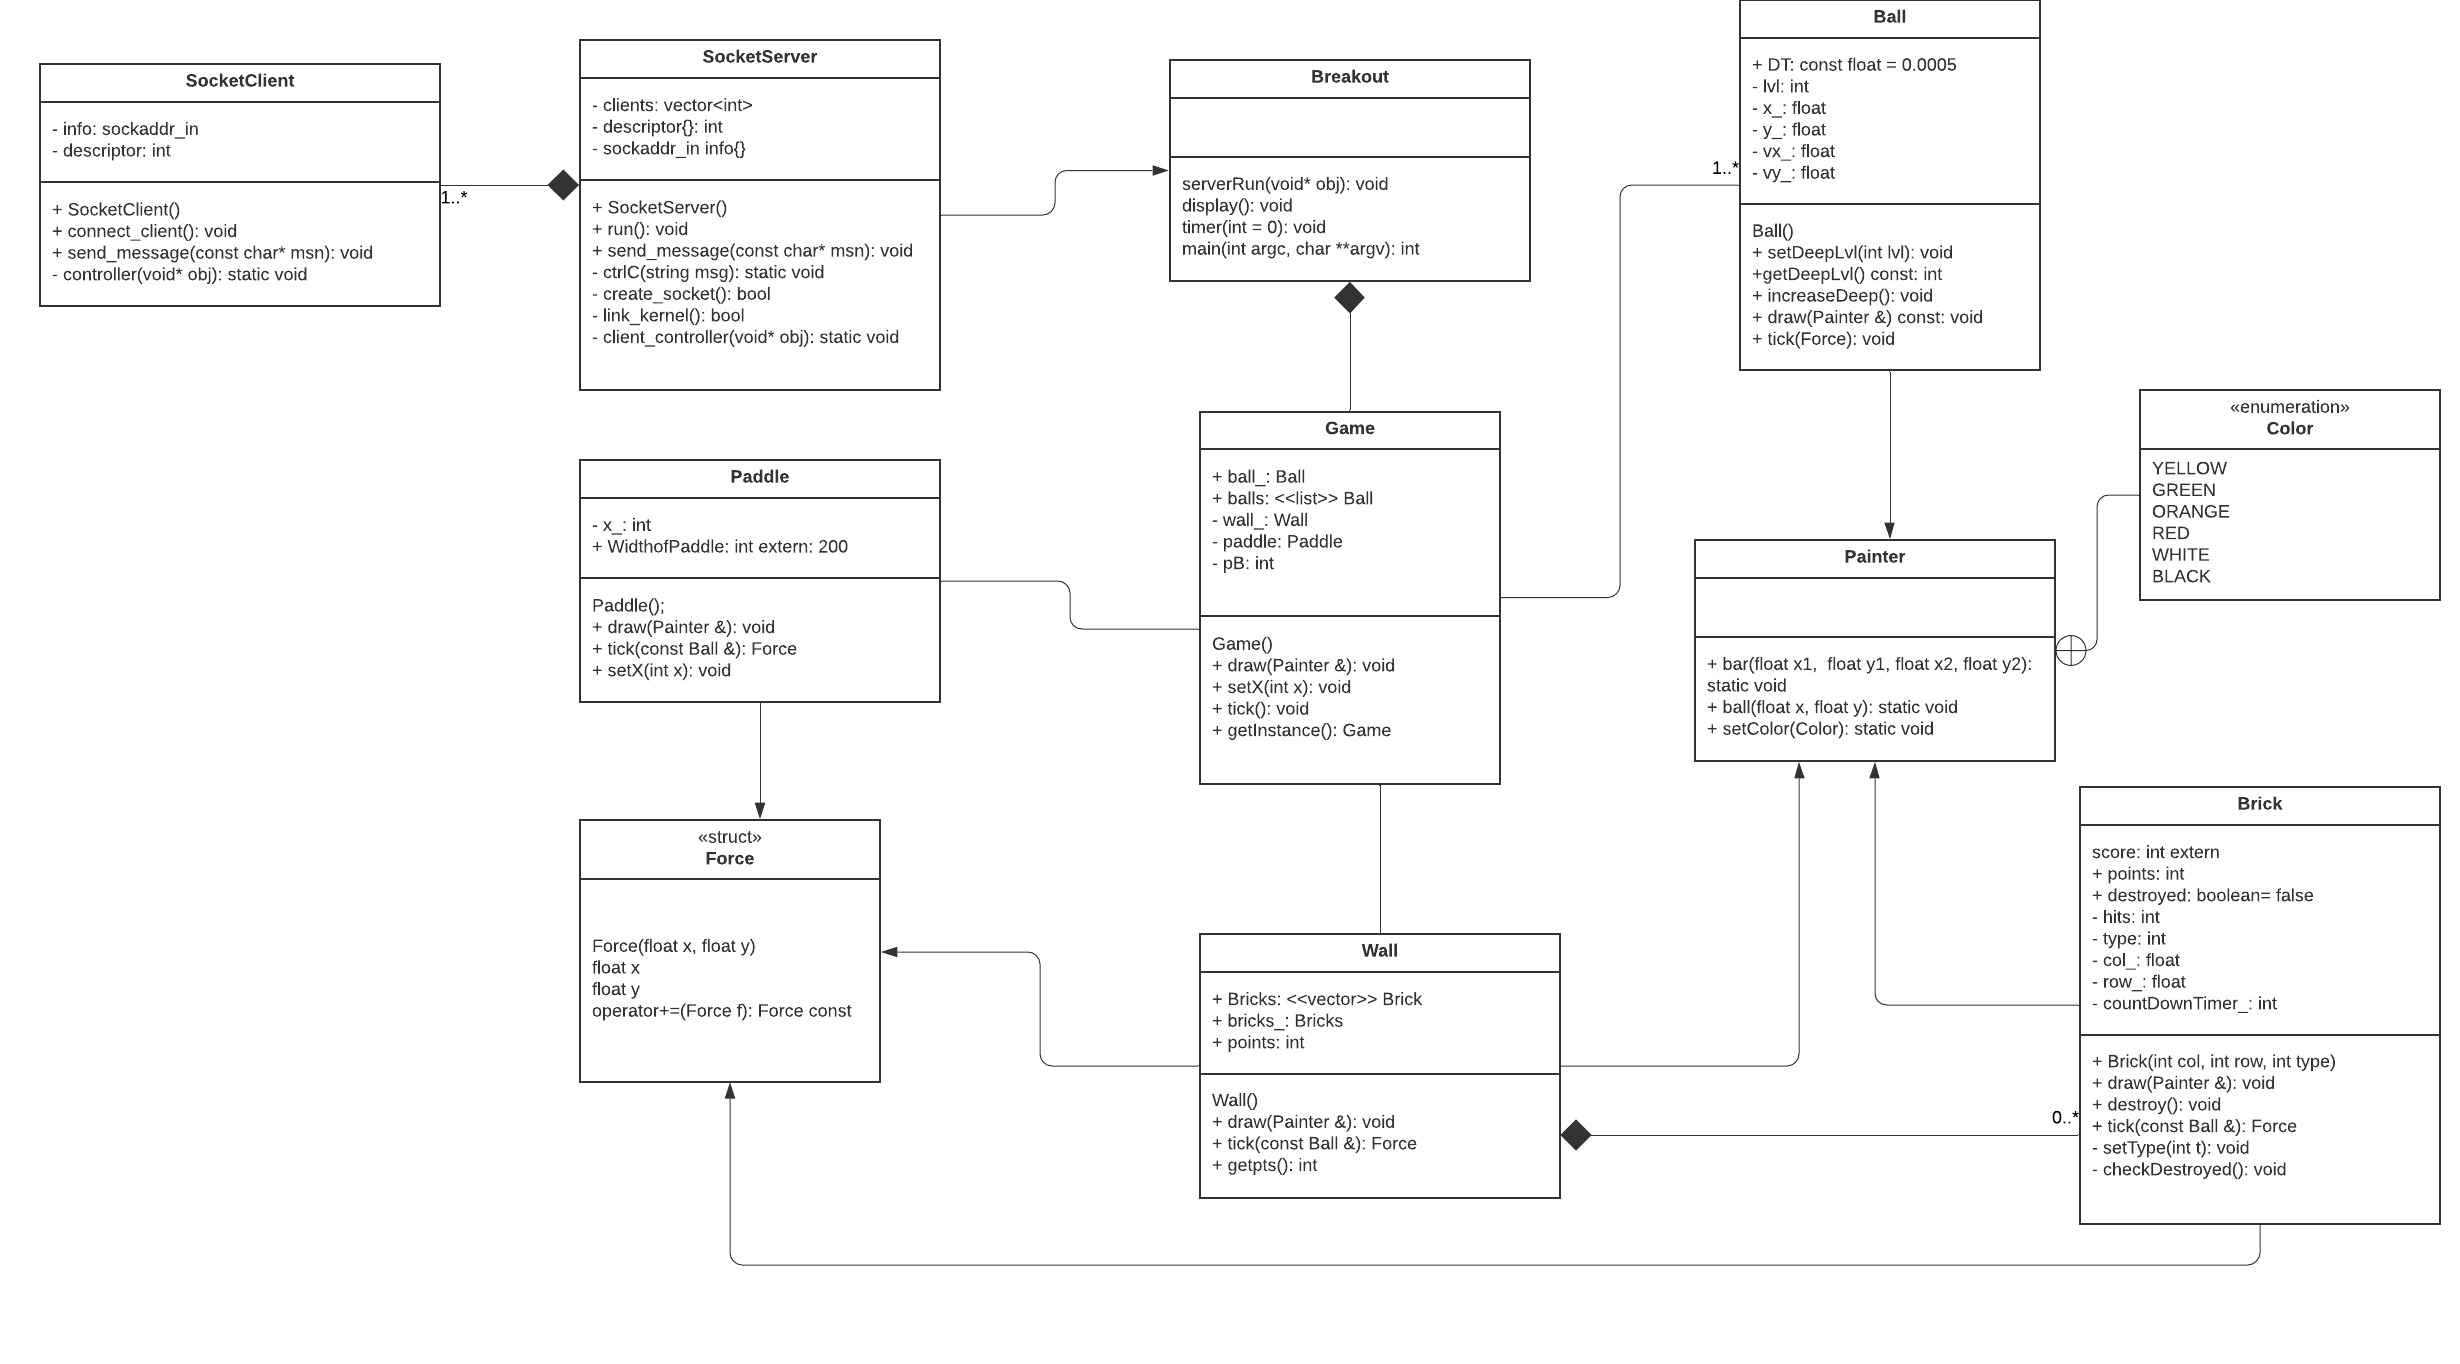 SocketClient
- info: sockaddr_in
- descriptor: int
+ SocketClient()
+ connect_client(): void
+ send_message(const char* msn): void
- controller(void* obj): static void
1..*
SocketServer
- clients: vector<int>
- descriptor{}: int
- sockaddr_in info{}
+ SocketServer()
+ run(): void
+ send_message(const char* msn): void
- ctrlC(string msg): static void
- create_socket(): bool
- link_kernel(): bool
- client_controller(void* obj): static void
Breakout
serverRun(void* obj): void
display(): void
timer(int = 0): void
main(int argc, char **argv): int
Ball
+ DT: const float = 0.0005
- lvl: int
- x_: float
- y_: float
- vx_: float
- vy_: float
1..*
Ball()
+ setDeepLvl(int lvl): void
+getDeepLvl() const: int
+ increaseDeep(): void
+ draw(Painter &) const: void
+ tick(Force): void
«enumeration»
Color
YELLOW
GREEN
ORANGE
RED
WHITE
BLACK
Paddle
- x_: int
+ WidthofPaddle: int extern: 200
Paddle();
+ draw(Painter &): void
+ tick(const Ball &): Force
+ setX(int x): void
Game
+ ball_: Ball
+ balls: <<list>> Ball
- wall_: Wall
- paddle: Paddle
- pB: int
Game()
+ draw(Painter &): void
+ setX(int x): void
+ tick(): void
+ getInstance(): Game
Painter
+ bar(float x1,  float y1, float x2, float y2):
static void
+ ball(float x, float y): static void
+ setColor(Color): static void
«struct»
Force
Force(float x, float y)
float x
float y
operator+=(Force f): Force const
Wall
+ Bricks: <<vector>> Brick
+ bricks_: Bricks
+ points: int
Wall()
+ draw(Painter &): void
+ tick(const Ball &): Force
+ getpts(): int
Brick
score: int extern
+ points: int
+ destroyed: boolean= false
- hits: int
- type: int
- col_: float
- row_: float
- countDownTimer_: int
0..*
+ Brick(int col, int row, int type)
+ draw(Painter &): void
+ destroy(): void
+ tick(const Ball &): Force
- setType(int t): void
- checkDestroyed(): void